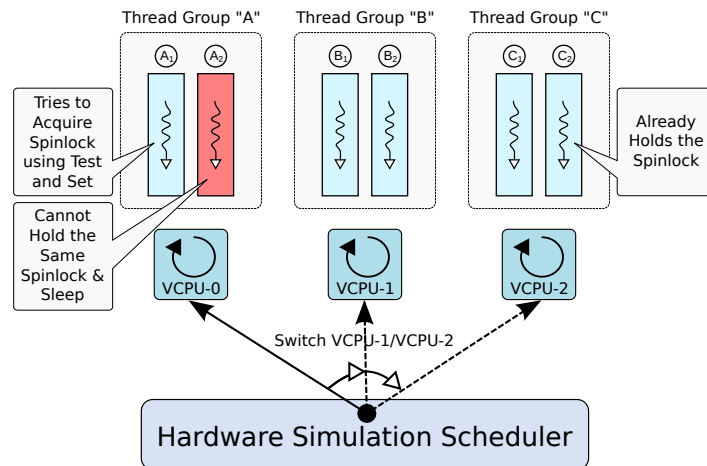 Thread Group "A"
Thread Group "B"
Thread Group "C"
A1
A2
B1
B2
C1
C2
Tries to
Acquire
Spinlock
using Test
and Set
Already
Holds the
Spinlock
Cannot
Hold the
Same
Spinlock &
Sleep
VCPU-0
VCPU-1
VCPU-2
Switch VCPU-1/VCPU-2
Hardware Simulation Scheduler